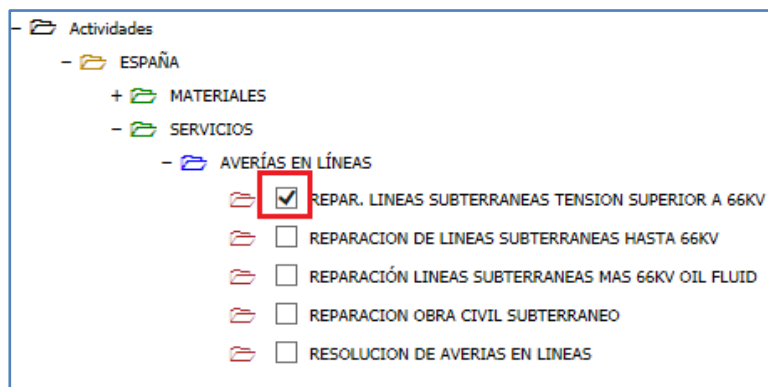 Actividades
ESPAÑA
MATERIALES
SERVICIOS
AVERÍAS EN LÍNEAS
REPAR. LINEAS SUBTERRANEAS TENSION SUPERIOR A 66KV
REPARACION DE LINEAS SUBTERRANEAS HASTA 66KV
REPARACIÓN LINEAS SUBTERRANEAS MAS 66KV OIL FLUID
REPARACION OBRA CIVIL SUBTERRANEO
RESOLUCION DE AVERIAS EN LINEAS